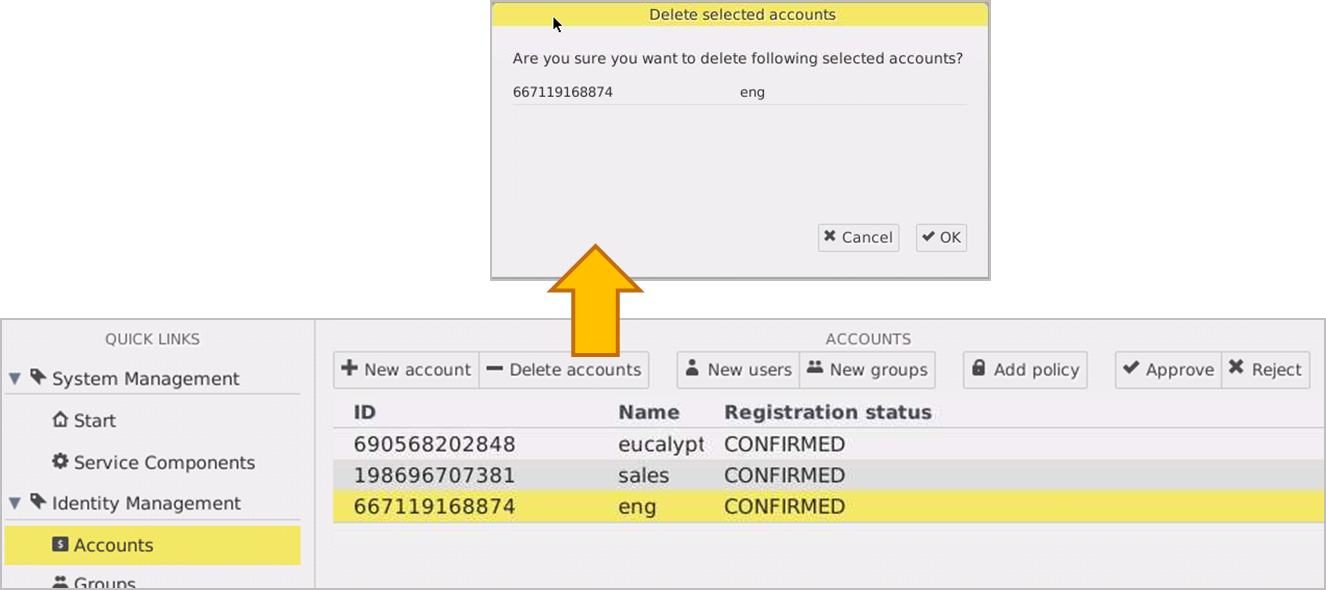 Delete selected accounts
Are you sure you want to delete following selected accounts?
667119168874 eng
Cancel OK
QUICK LINKS
System Management
Start
Service Components
Identity Management
Accounts
Groups
ACCOUNTS
New account Delete accounts New users New groups Add policy Approve Reject
ID Name Registration status
690568202848 eucalypt CONFIRMED
198696707381 sales CONFIRMED
667119168874 eng CONFIRMED